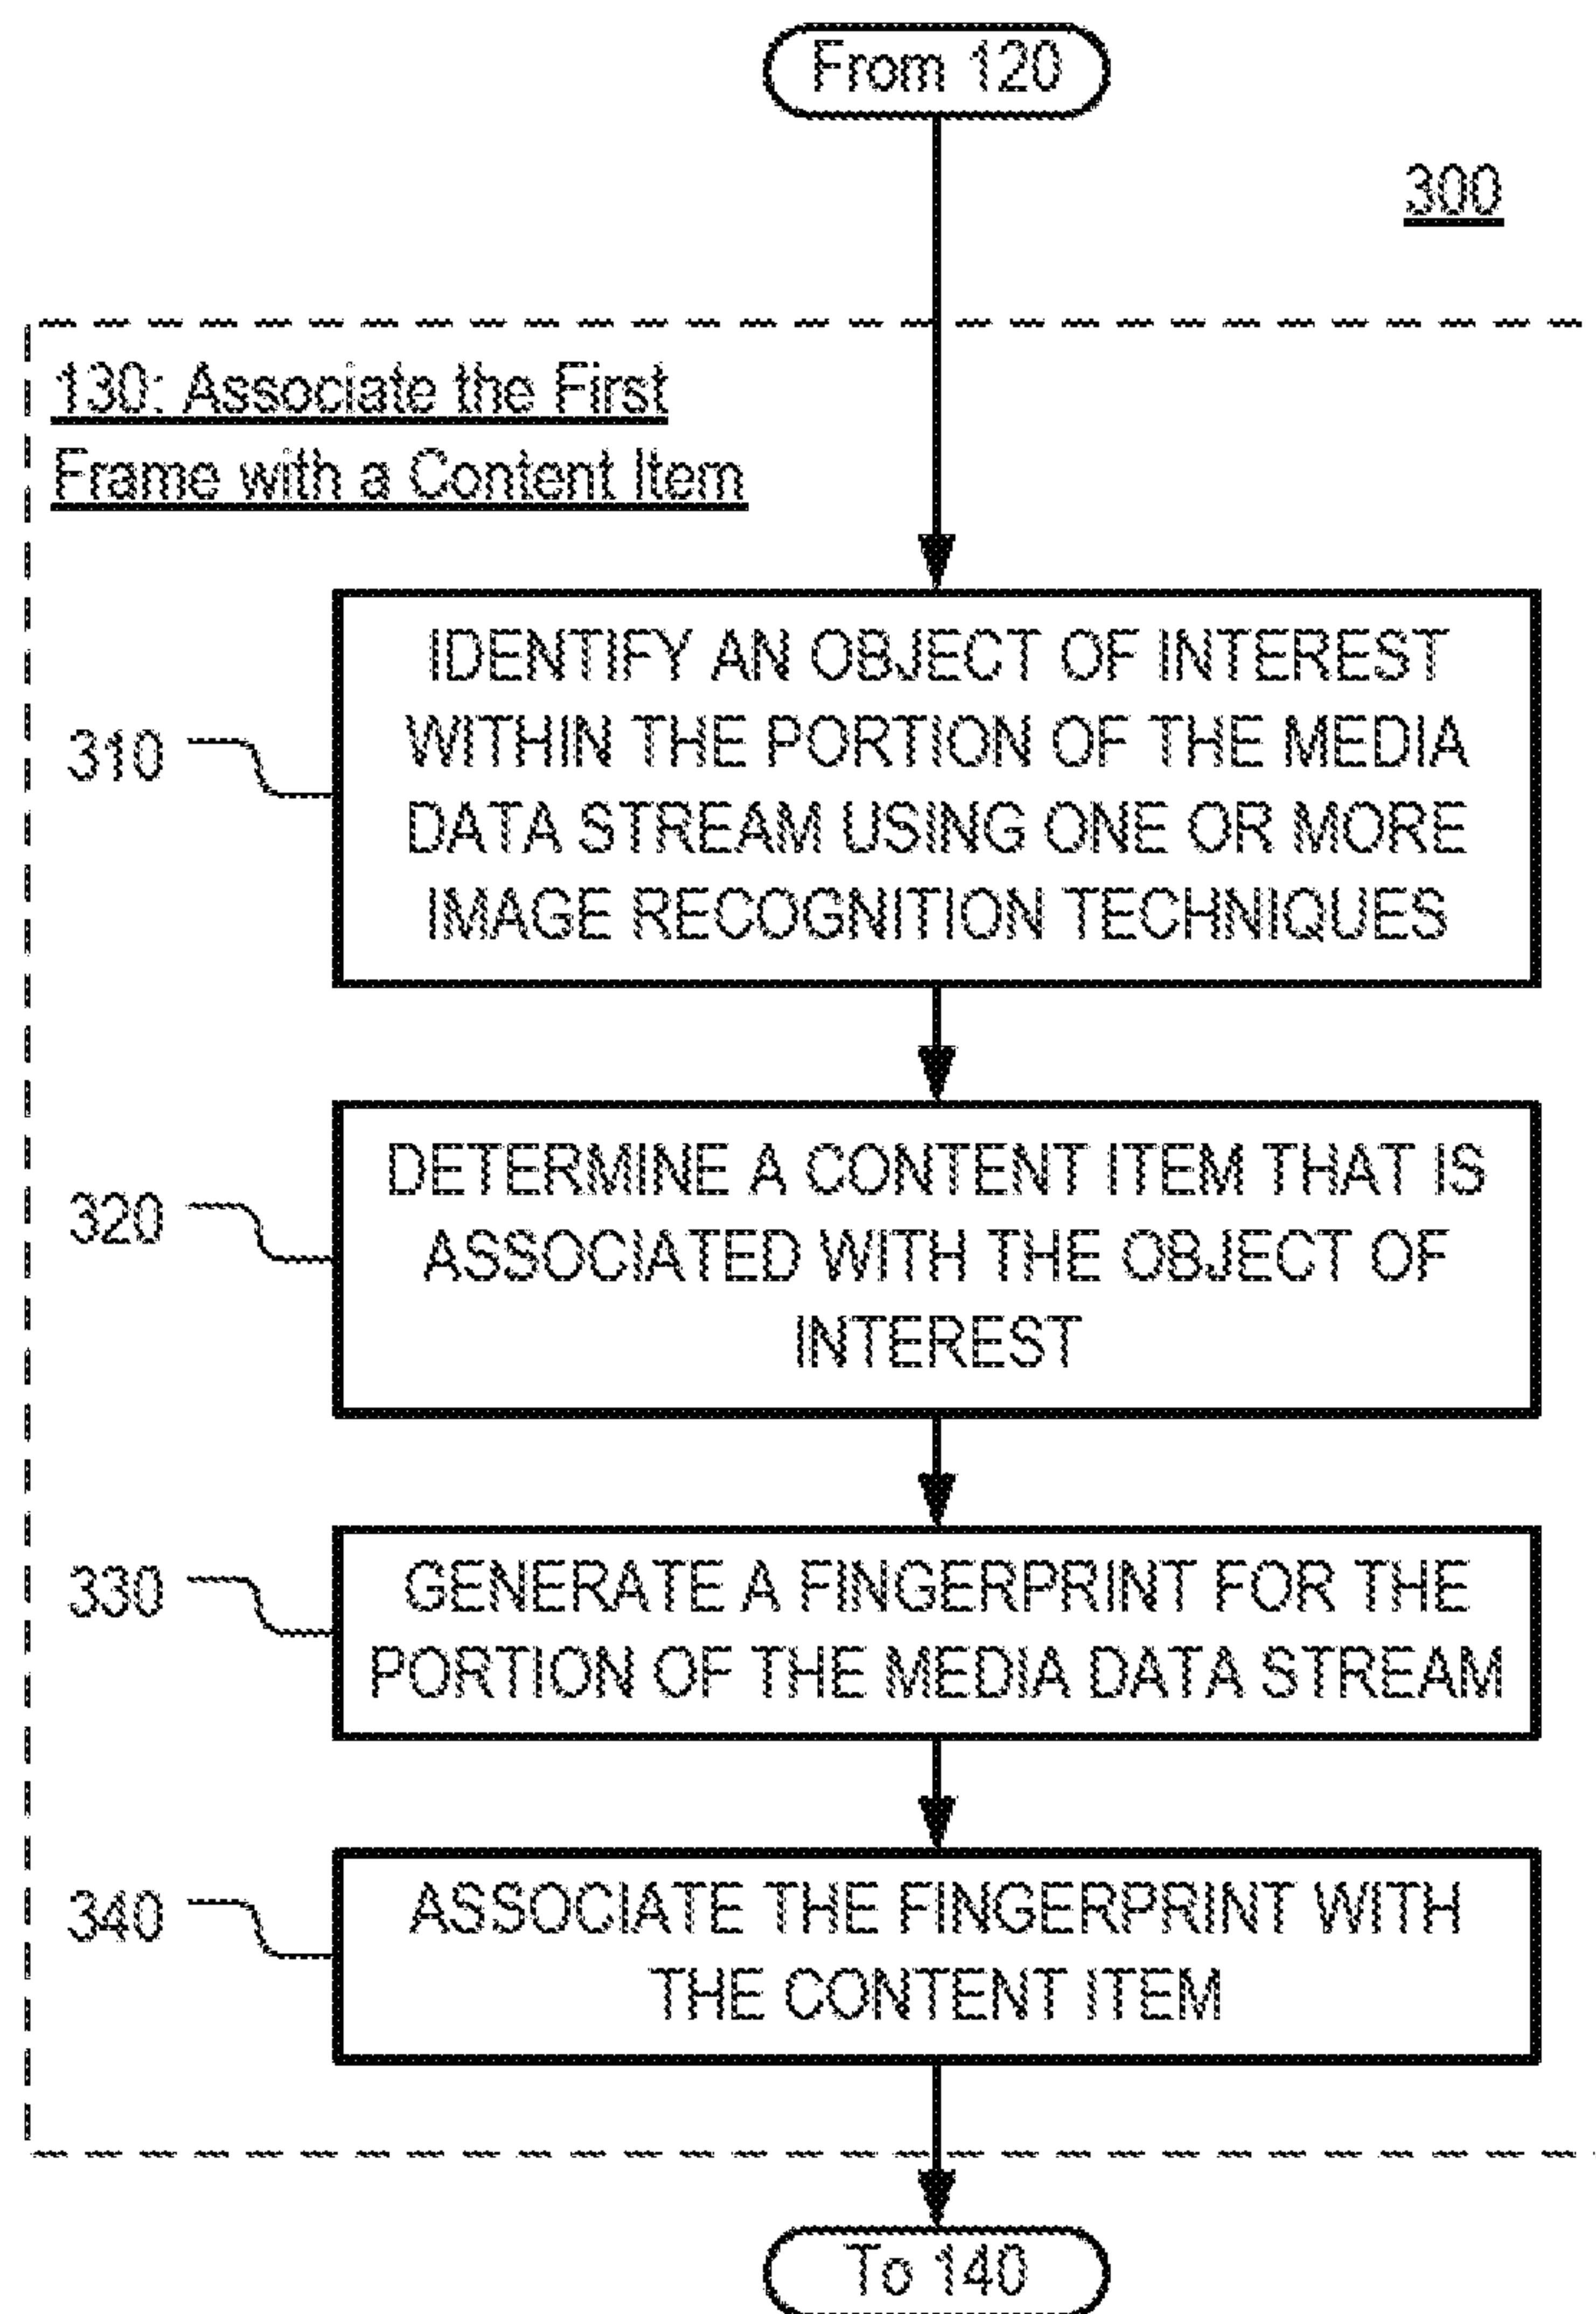 From 120
300
130: Associate the First
Frame with a Content Item
310
IDENTIFY AN OBJECT OF INTEREST
WITHIN THE PORTION OF THE MEDIA
DATA STREAM USING ONE OR MORE
IMAGE RECOGNITION TECHNIQUES
320
DETERMINE A CONTENT ITEM THAT IS
ASSOCIATED WITH THE OBJECT OF
INTEREST
330
GENERATE A FINGERPRINT FOR THE
PORTION OF THE MEDIA DATA STREAM
340
ASSOCIATE THE FINGERPRINT WITH
THE CONTENT ITEM
To 140